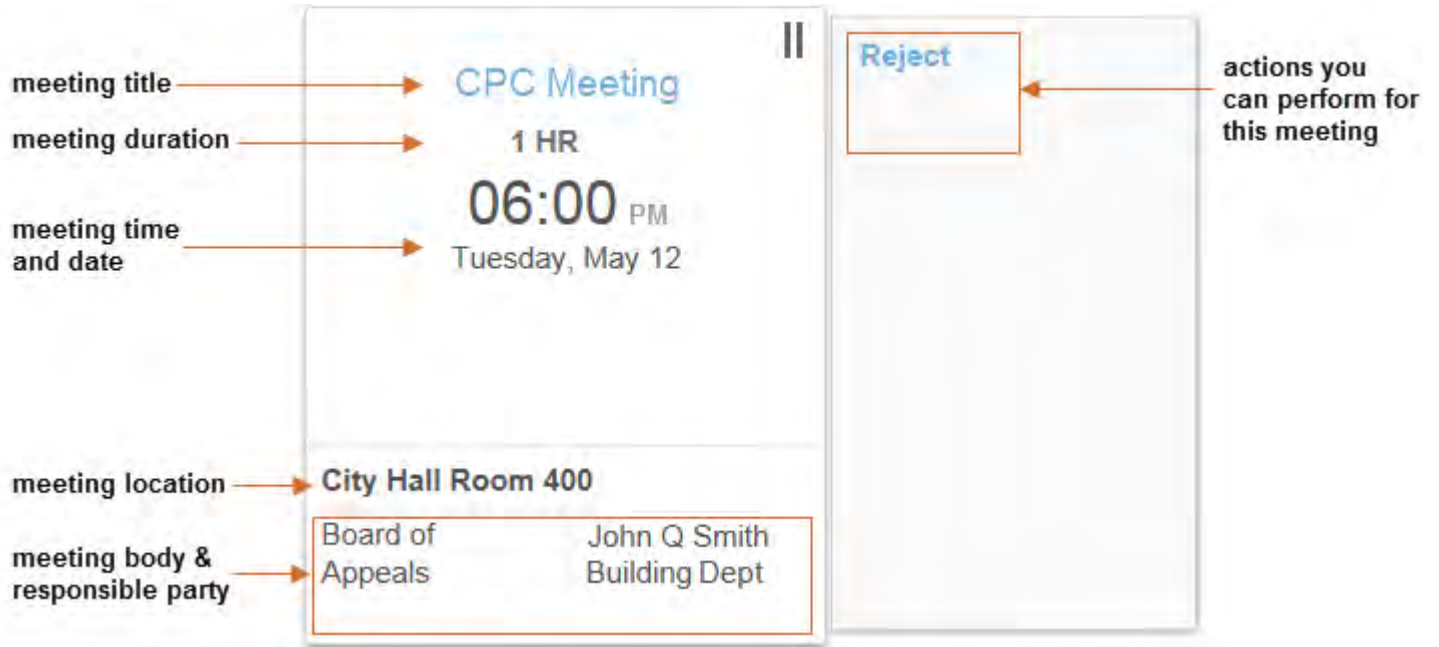 meeting title
CPC Meeting
Reject
actions you
can perform for
this meeting
meeting duration
1 HR
06:00 PM
meeting time
and date
Tuesday, May 12
meeting location
City Hall Room 400
meeting body &
responsible party
Board of
Appeals
John Q Smith
Building Dept